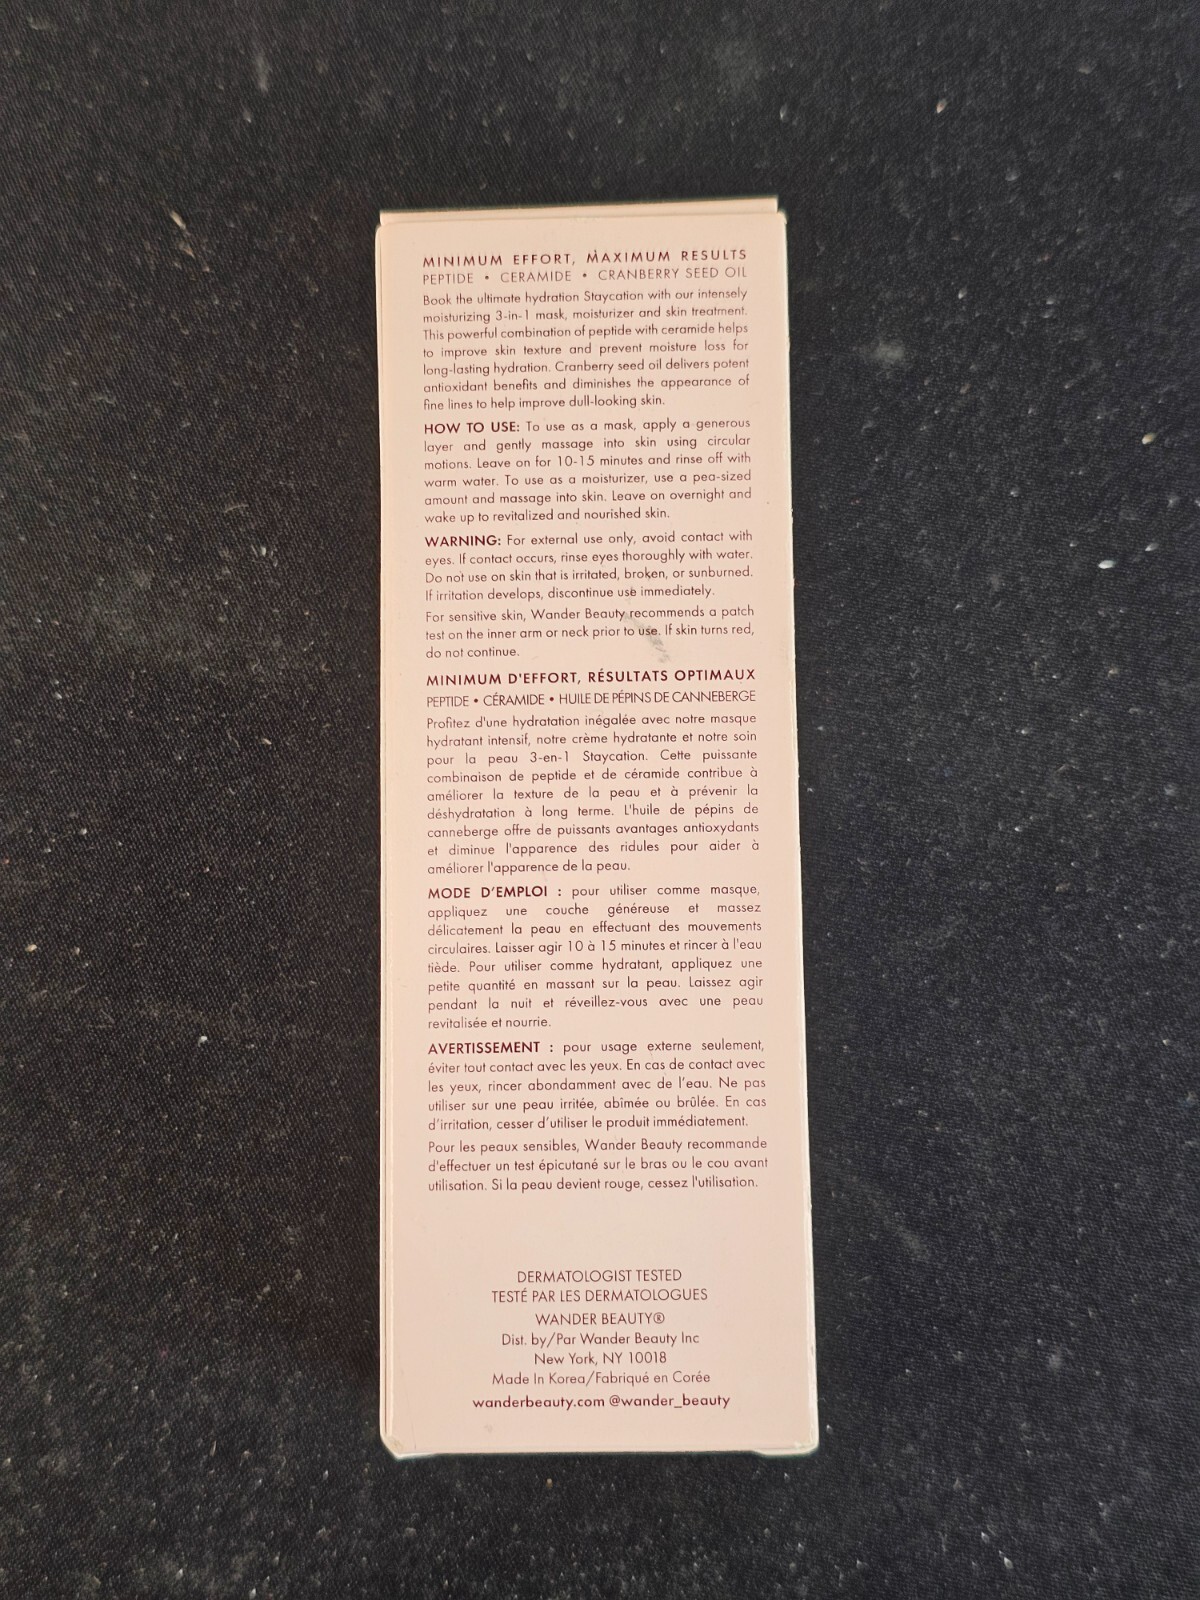 MINIMUM EFFORT, MAXIMUM RESULTS
PEPTIDE • CERAMIDE • CRANBERRY SEED OIL
Book the ultimate hydration Staycation with our intensely
moisturizing 3-in-1 mask, moisturizer and skin treatment.
This powerful combination of peptide with ceramide helps
to improve skin texture and prevent moisture loss for
long-lasting hydration. Cranberry seed oil delivers potent
antioxidant benefits and diminishes the appearance of
fine lines to help improve dull-looking skin.
HOW TO USE: To use as a mask, apply a generous
layer and gently massage into skin using circular
motions. Leave on for 10-15 minutes and rinse off with
warm water. To use as a moisturizer, use a pea-sized
amount and massage into skin. Leave on overnight and
wake up to revitalized and nourished skin.
WARNING: For external use only, avoid contact with
eyes. If contact occurs, rinse eyes thoroughly with water.
Do not use on skin that is irritated, broken, or sunburned.
If irritation develops, discontinue use immediately.
For sensitive skin, Wander Beauty recommends a patch
test on the inner arm or neck prior to use. If skin turns red,
do not continue.
MINIMUM D'EFFORT, RÉSULTATS OPTIMAUX
PEPTIDE • CÉRAMIDE • HUILE DE PÉPINS DE CANNEBERGE
Profitez d'une hydratation inégalée avec notre masque
hydratant intensif, notre crème hydratante et notre soin
pour la peau 3-en-1 Staycation. Cette puissante
combinaison de peptide et de céramide contribue à
améliorer la texture de la peau et à prévenir la
déshydratation à long terme. L'huile de pépins de
canneberge offre de puissants avantages antioxydants
et diminue l'apparence des ridules pour aider à
améliorer l'apparence de la peau.
MODE D'EMPLOI : pour utiliser comme masque,
appliquez une couche généreuse et massez
délicatement la peau en effectuant des mouvements
circulaires. Laisser agir 10 à 15 minutes et rincer à l'eau
tiède. Pour utiliser comme hydratant, appliquez une
petite quantité en massant sur la peau. Laissez agir
pendant la nuit et réveillez-vous avec une peau
revitalisée et nourrie.
AVERTISSEMENT : pour usage externe seulement,
éviter tout contact avec les yeux. En cas de contact avec
les yeux, rincer abondamment avec de l'eau. Ne pas
utiliser sur une peau irritée, abîmée ou brûlée. En cas
d'irritation, cesser d'utiliser le produit immédiatement.
Pour les peaux sensibles, Wander Beauty recommande
d'effectuer un test épicutané sur le bras ou le cou avant
utilisation. Si la peau devient rouge, cessez l'utilisation.
DERMATOLOGIST TESTED
TESTÉ PAR LES DERMATOLOGUES
WANDER BEAUTY®
Dist. by/Par Wander Beauty Inc
New York, NY 10018
Made In Korea/Fabriqué en Corée
wanderbeauty.com @wander_beauty